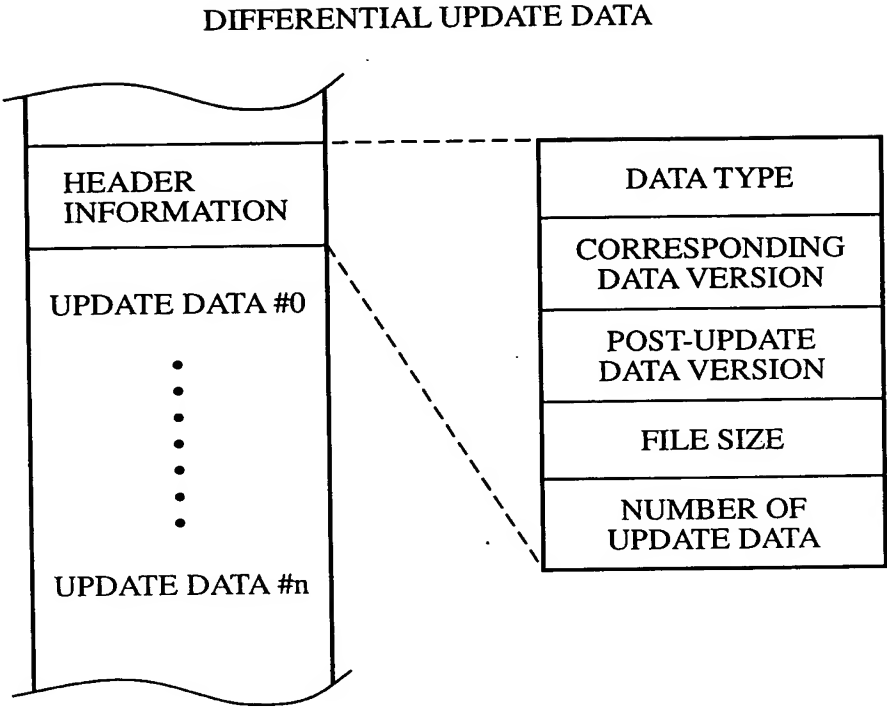 DIFFERENTIAL UPDATE DATA
HEADER
INFORMATION
UPDATE DATA #0
UPDATE DATA #n
DATA TYPE
CORRESPONDING
DATA VERSION
POST-UPDATE
DATA VERSION
FILE SIZE
NUMBER OF
UPDATE DATA